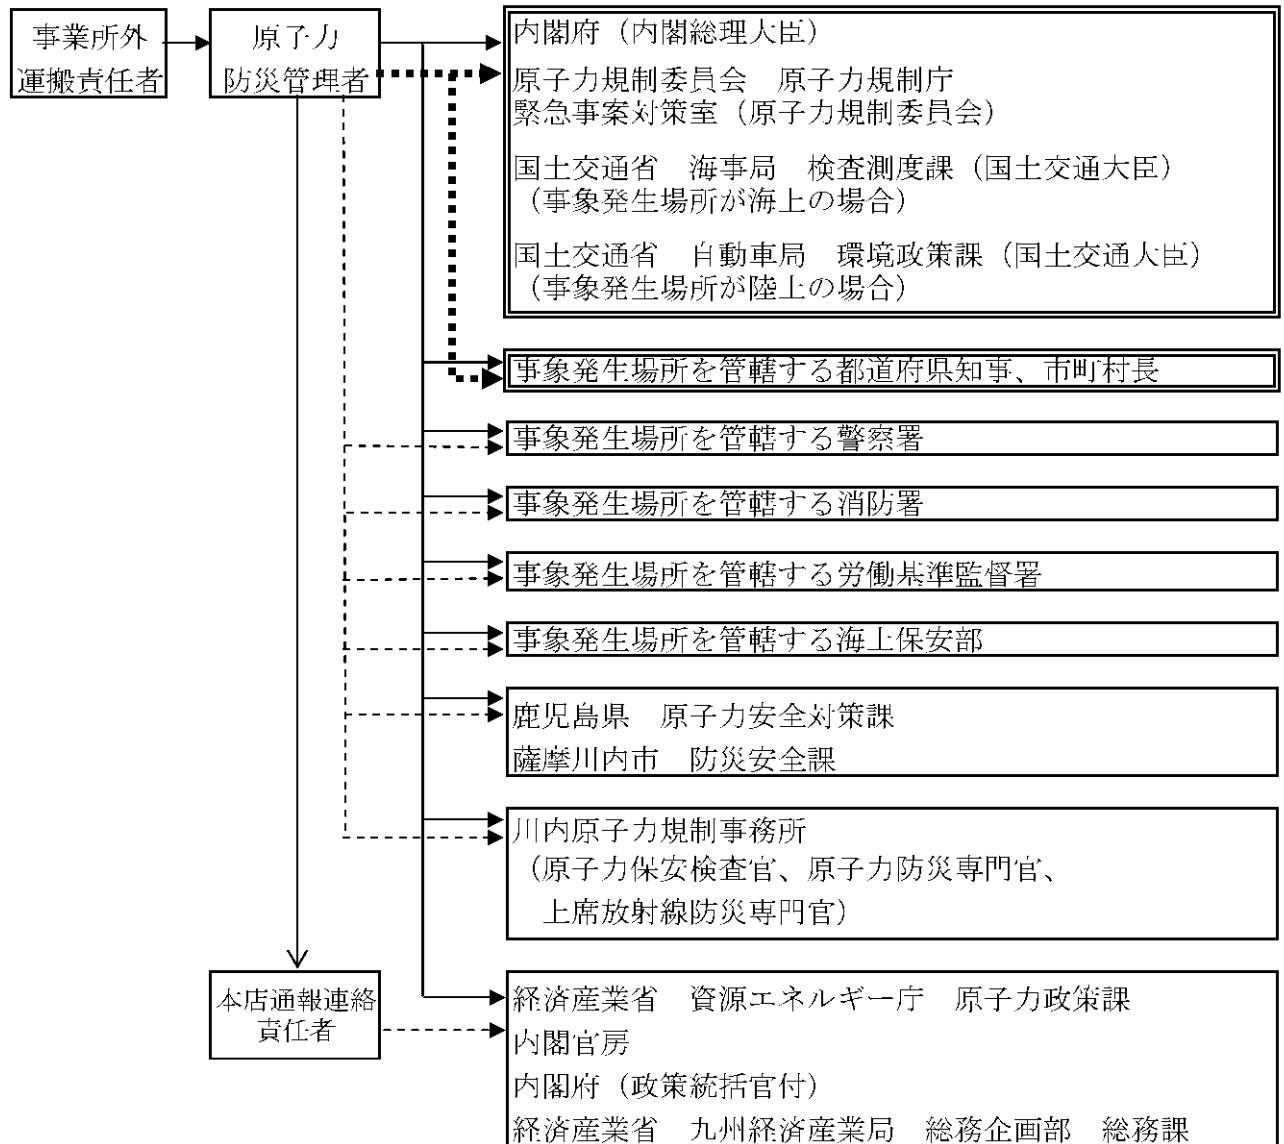 事業所外
運搬責任者
原子力
防災管理者
内閣府（内閣総理大臣）
原子力規制委員会　原子力規制庁
緊急事案対策室（原子力規制委員会）
国土交通省　海事局　検査測度課（国土交通大臣）
（事象発生場所が海上の場合）
国土交通省　自動車局　環境政策課（国土交通大臣）
（事象発生場所が陸上の場合）
事象発生場所を管轄する都道府県知事、市町村長
事象発生場所を管轄する警察署
事象発生場所を管轄する消防署
事象発生場所を管轄する労働基準監督署
事象発生場所を管轄する海上保安部
鹿児島県　原子力安全対策課
薩摩川内市　防災安全課
川内原子力規制事務所
（原子力保安検査官、原子力防災専門官、
上席放射線防災専門官）
本店通報連絡
責任者
経済産業省　資源エネルギー庁　原子力政策課
内閣官房
内閣府（政策統括官付）
経済産業省　九州経済産業局　総務企画部　総務課